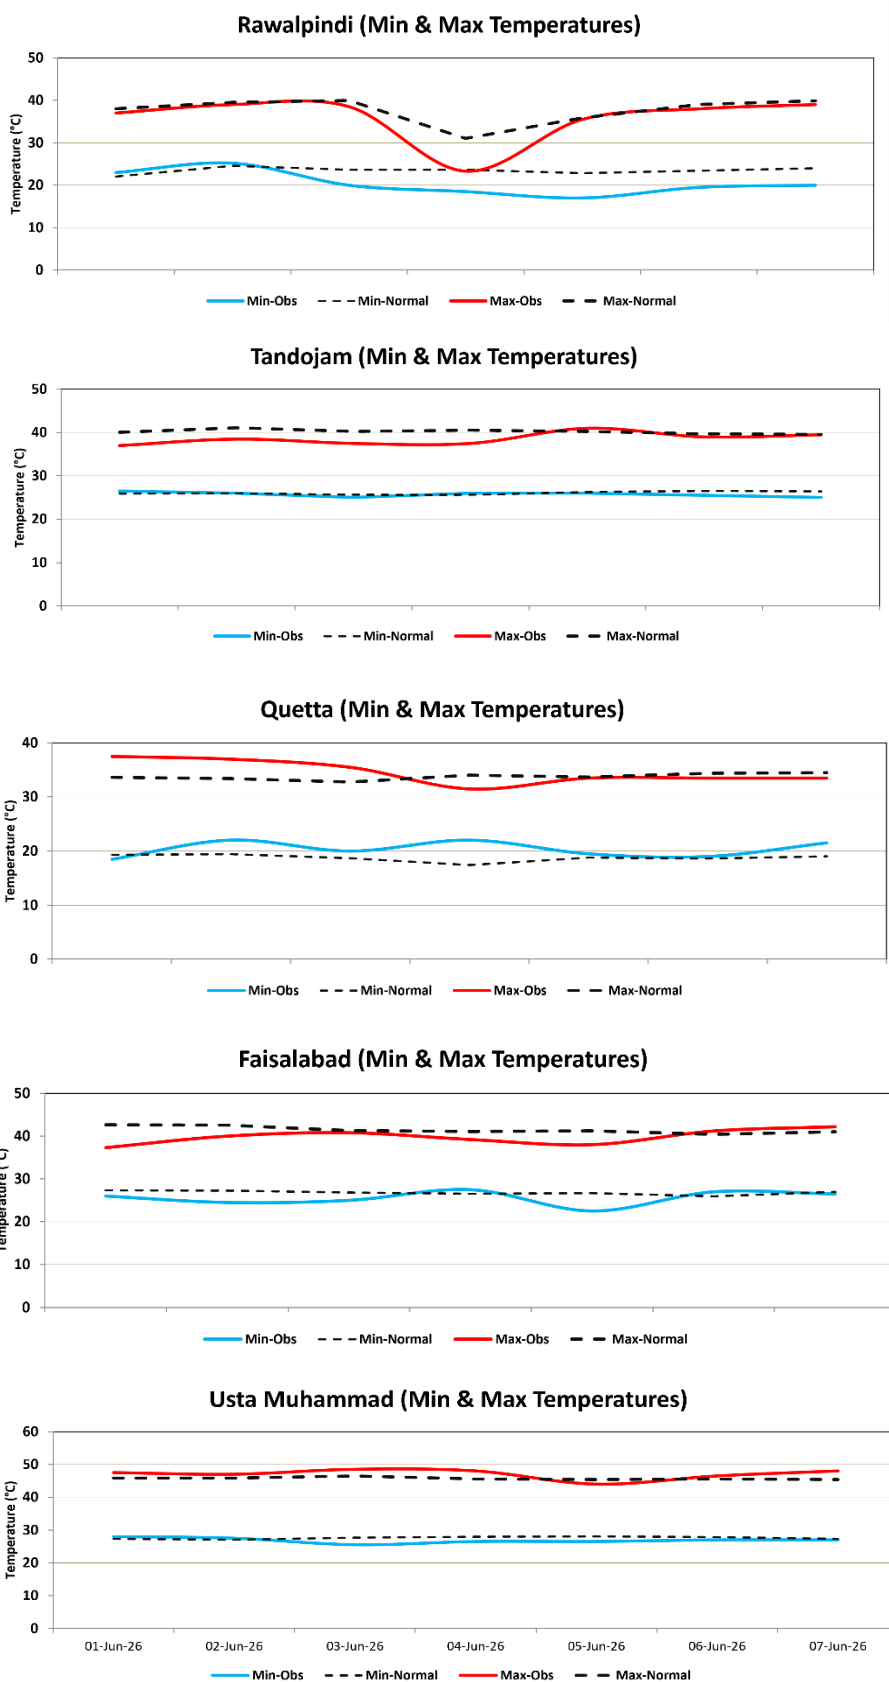 Rawalpindi (Min & Max Temperatures)
50
40
30
20
10
0
Temperature (°C)
Min-Obs Min-Normal Max-Obs Max-Normal
Tandojam (Min & Max Temperatures)
50
40
30
20
10
0
Temperature (°C)
Min-Obs Min-Normal Max-Obs Max-Normal
Quetta (Min & Max Temperatures)
40
30
20
10
0
Temperature (°C)
Min-Obs Min-Normal Max-Obs Max-Normal
Faisalabad (Min & Max Temperatures)
50
40
30
20
10
0
Temperature (°C)
Min-Obs Min-Normal Max-Obs Max-Normal
Usta Muhammad (Min & Max Temperatures)
60
50
40
30
20
10
0
Temperature (°C)
01-Jun-26 02-Jun-26 03-Jun-26 04-Jun-26 05-Jun-26 06-Jun-26 07-Jun-26
Min-Obs Min-Normal Max-Obs Max-Normal